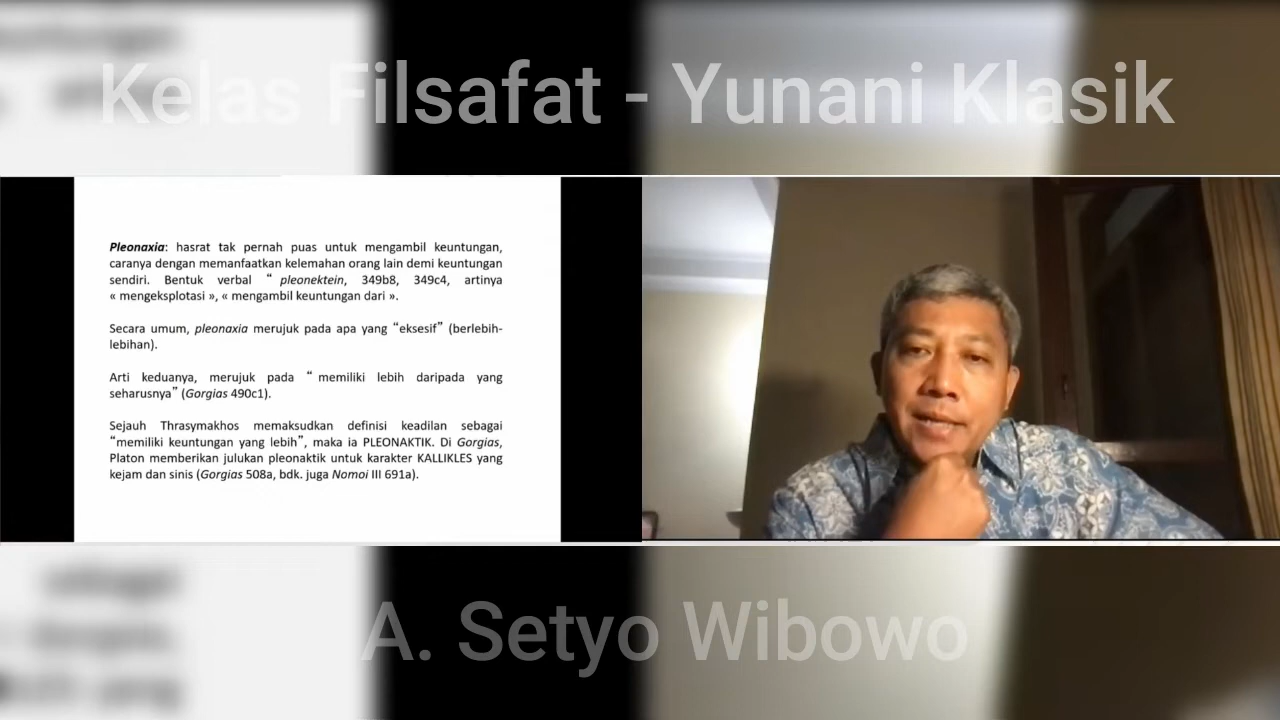 Kelas Filsafat - Yunani Klasik
Pleonaxia: hasrat tak pernah puas untuk mengambil keuntungan,
caranya dengan memanfaatkan kelemahan orang lain demi keuntungan
sendiri. Bentuk verbal “ pleonektein, 349b8, 349c4, artinya
« mengeksplotasi », « mengambil keuntungan dari ».
Secara umum, pleonaxia merujuk pada apa yang “eksesif” (berlebih-
lebihan).
Arti keduanya, merujuk pada “ memiliki lebih daripada yang
seharusnya” (Gorgias 490c1).
Sejauh Thrasymakhos memaksudkan definisi keadilan sebagai
“memiliki keuntungan yang lebih”, maka ia PLEONAKTIK. Di Gorgias,
Platon memberikan julukan pleonaktik untuk karakter KALLIKLES yang
kejam dan sinis (Gorgias 508a, bdk. juga Nomoi III 691a).
A. Setyo Wibowo